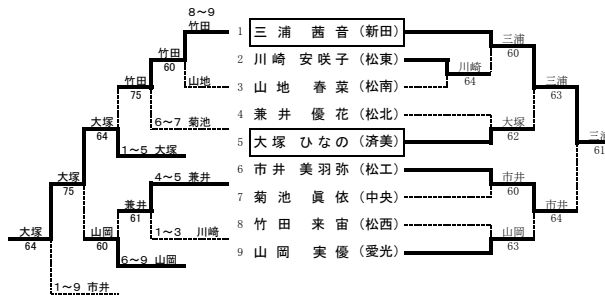 8～9
竹田
1 三浦 茜音 (新田)
三浦
60
竹田
60
2 川崎 安咲子 (松東)
川崎
64
竹田
75
山地
3 山地 春菜 (松南)
三浦
63
6～7 菊池
4 兼井 優花 (松北)
大塚
62
大塚
64
1～5 大塚
5 大塚 ひなの (済美)
三浦
61
大塚
75
4～5 兼井
6 市井 美羽弥 (松工)
市井
60
兼井
61
7 菊池 眞依 (中央)
市井
64
大塚
64
山岡
60
1～3 川﨑
8 竹田 来宙 (松西)
山岡
63
6～9 山岡
9 山岡 実優 (愛光)
1～9 市井